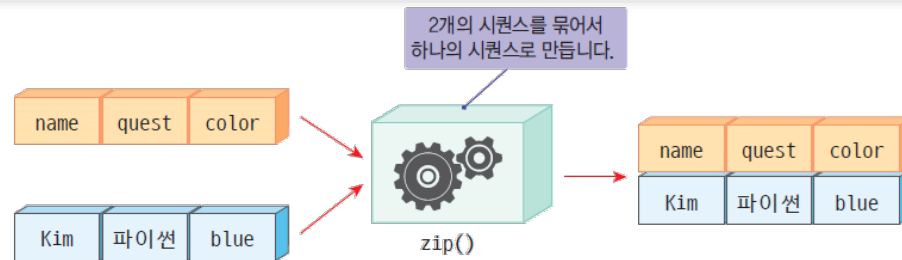 2개의 시퀀스를 묶어서
하나의 시퀀스로 만듭니다.
name quest color
Kim 파이썬 blue
zip()
name quest color
Kim 파이썬 blue